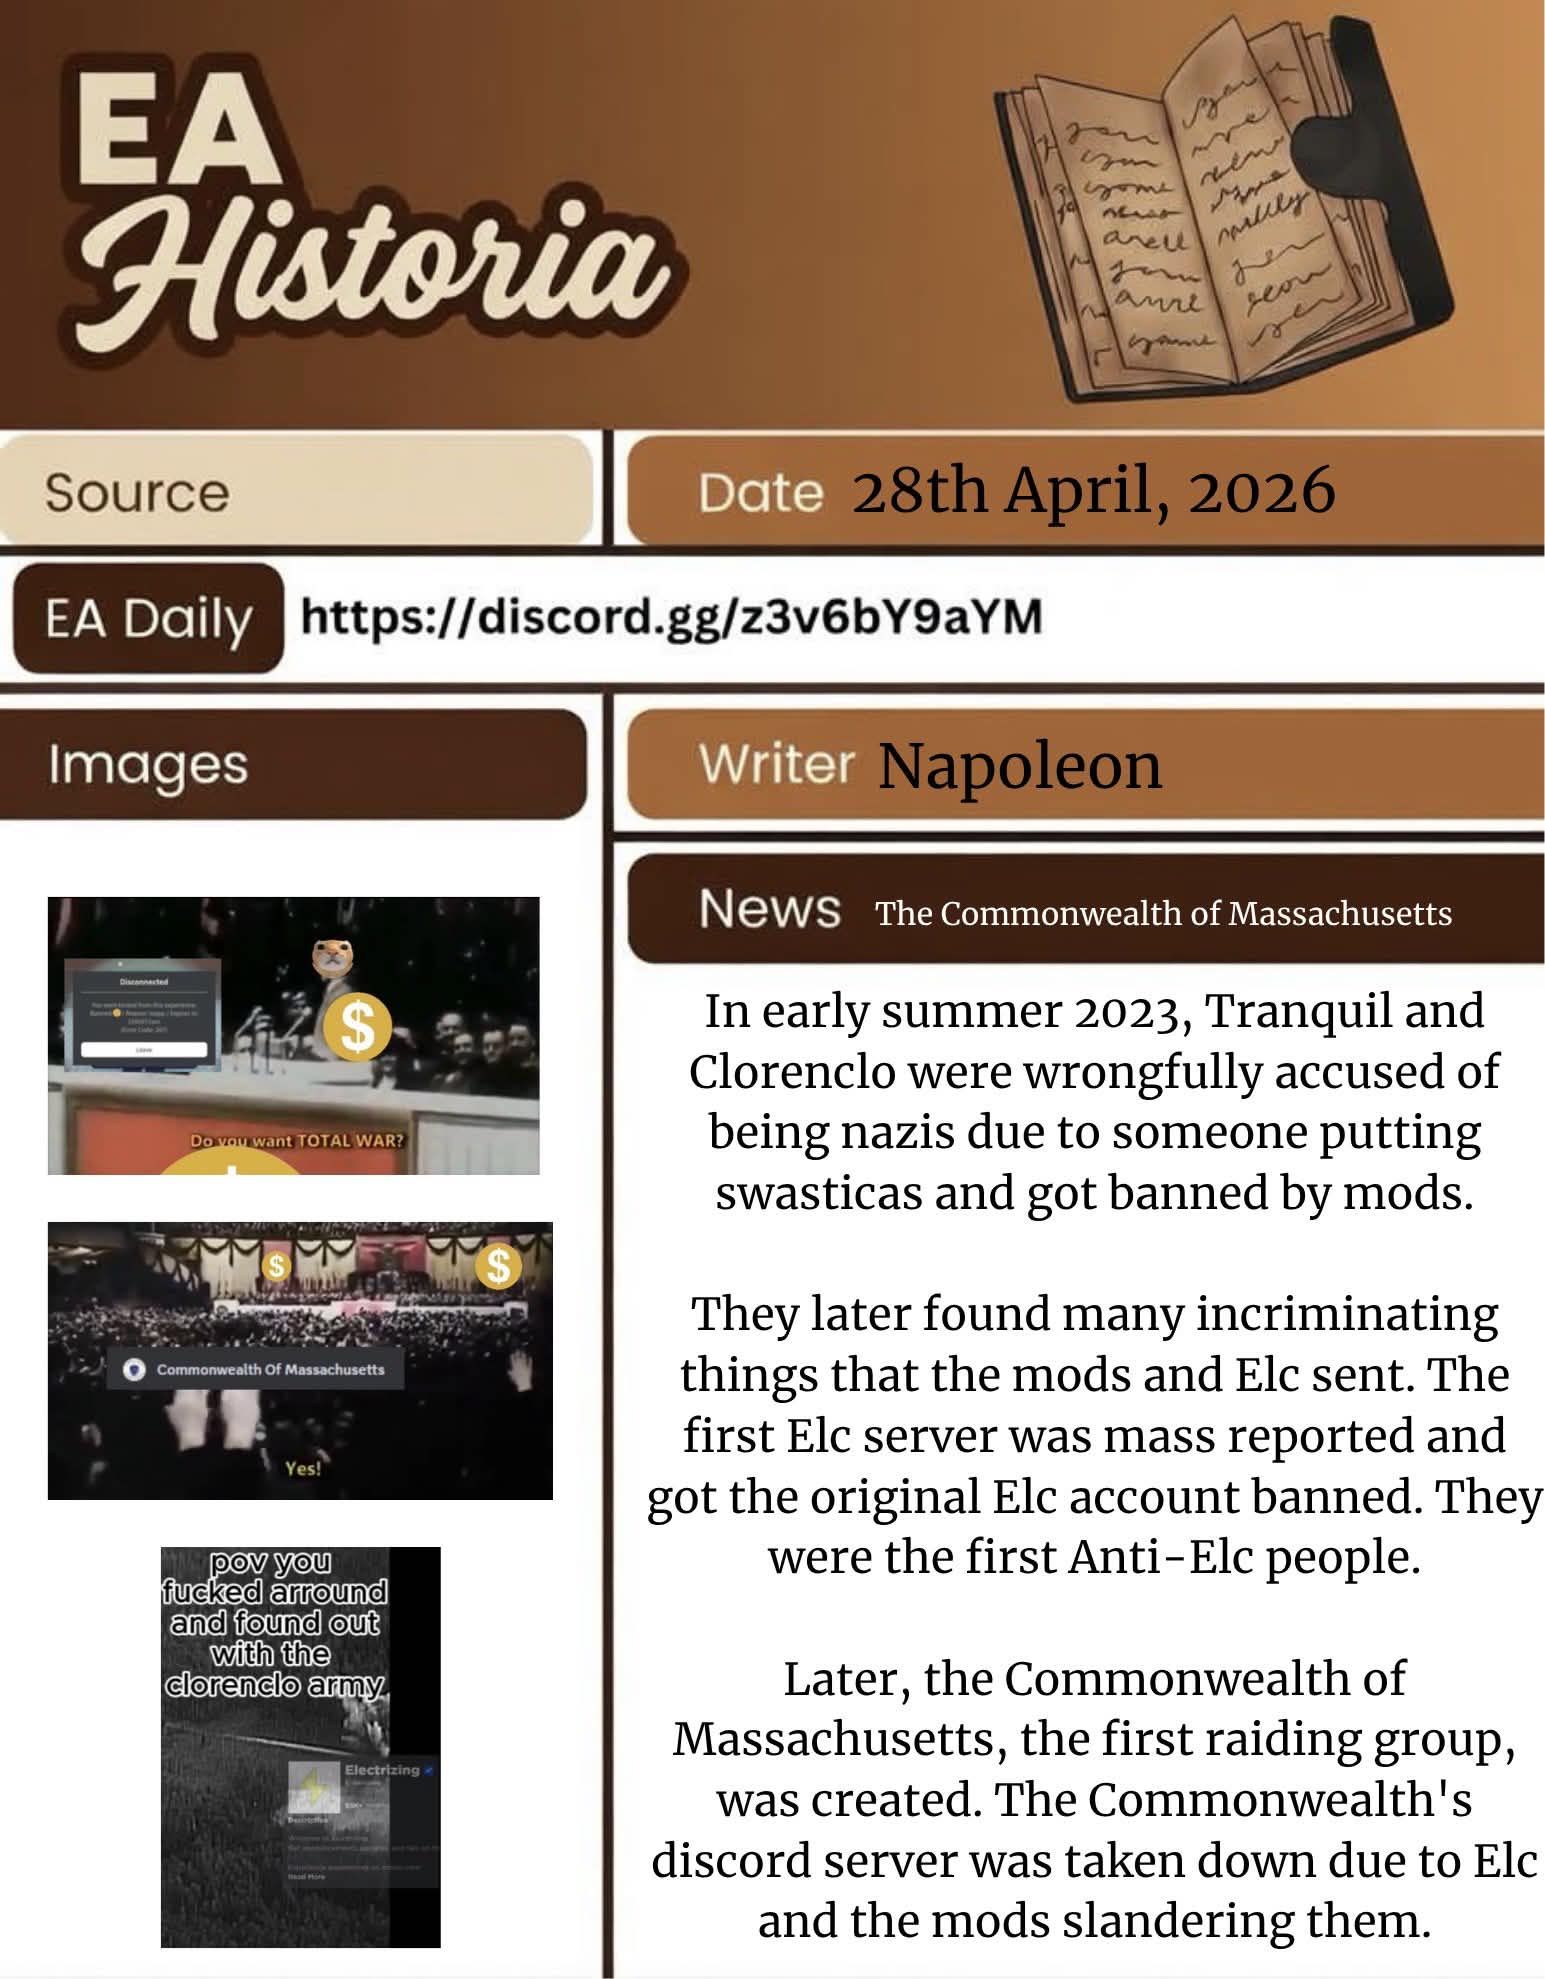 EA
Historia
Source
Date 28th April, 2026
EA Daily https://discord.gg/z3v6bY9aYM
Images
Writer Napoleon
News The Commonwealth of Massachusetts
Disconnected
Leave
$
Do you want TOTAL WAR?
$
$
Commonwealth Of Massachusetts
Yes!
pov you
fucked arround
and found out
with the
clorenclo army
Electrizing
Description
Read More
In early summer 2023, Tranquil and
Clorenclo were wrongfully accused of
being nazis due to someone putting
swasticas and got banned by mods.
They later found many incriminating
things that the mods and Elc sent. The
first Elc server was mass reported and
got the original Elc account banned. They
were the first Anti-Elc people.
Later, the Commonwealth of
Massachusetts, the first raiding group,
was created. The Commonwealth's
discord server was taken down due to Elc
and the mods slandering them.